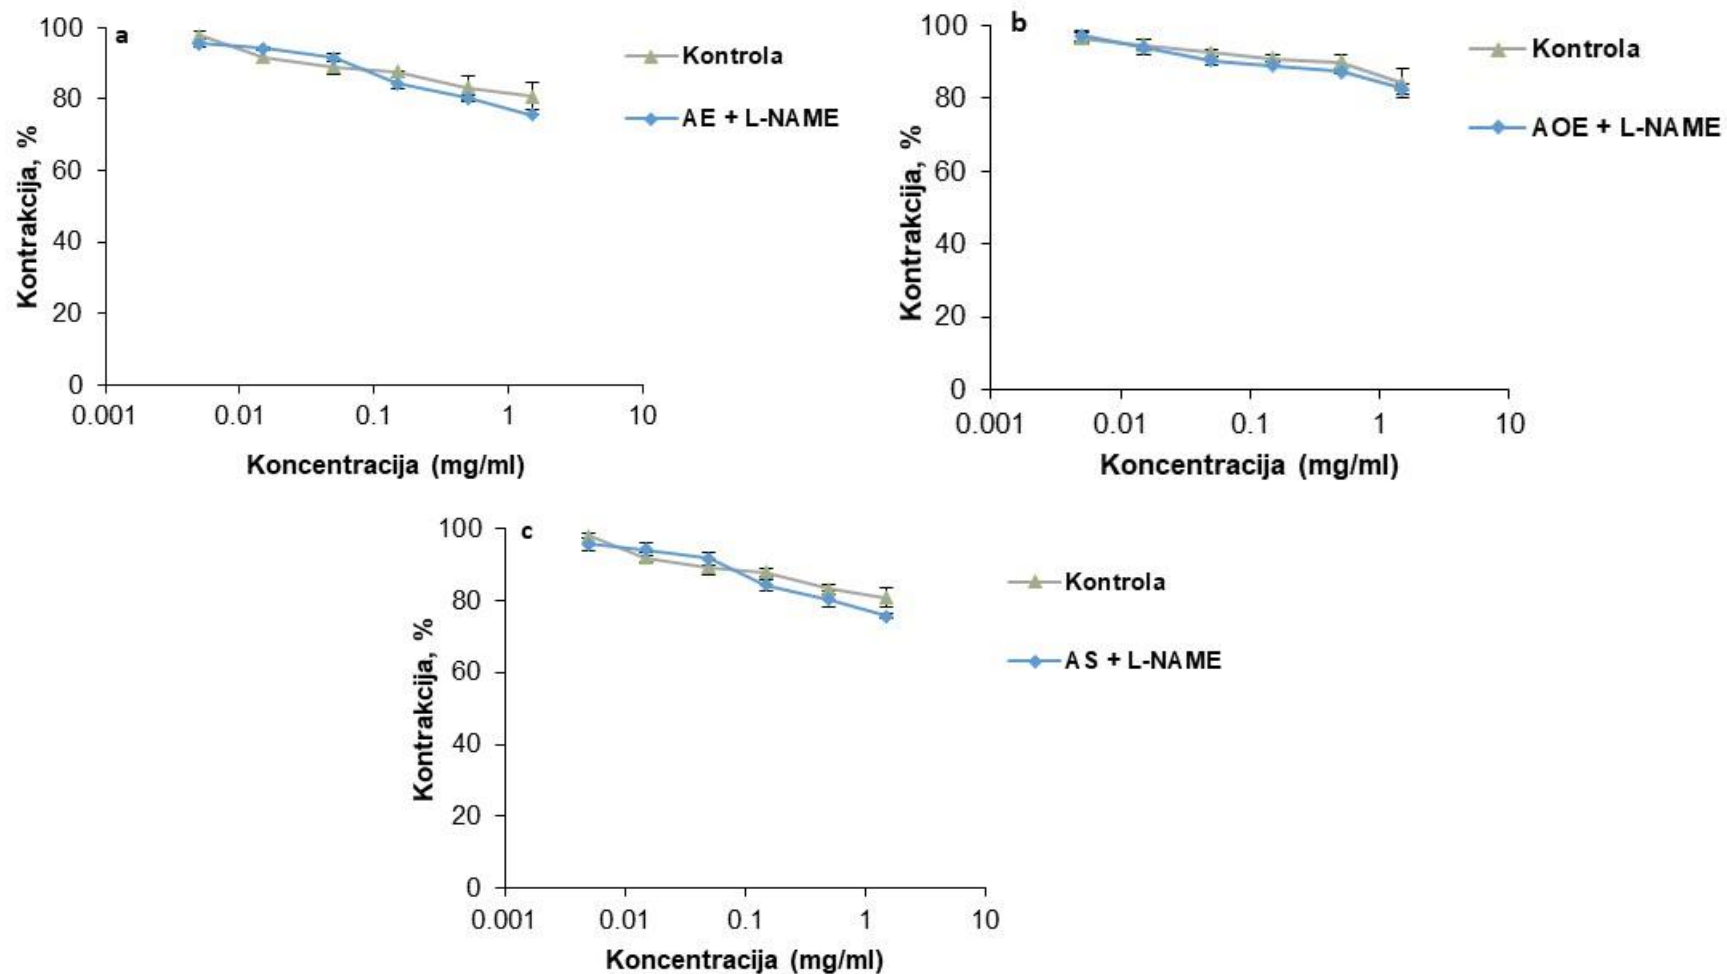 a
100
80
60
40
20
0
Kontrakcija, %
0.001 0.01 0.1 1 10
Koncentracija (mg/ml)
Kontrola
AE + L-NAME
b
100
80
60
40
20
0
Kontrakcija, %
0.001 0.01 0.1 1 10
Koncentracija (mg/ml)
Kontrola
AOE + L-NAME
c
100
80
60
40
20
0
Kontrakcija, %
0.001 0.01 0.1 1 10
Koncentracija (mg/ml)
Kontrola
AS + L-NAME